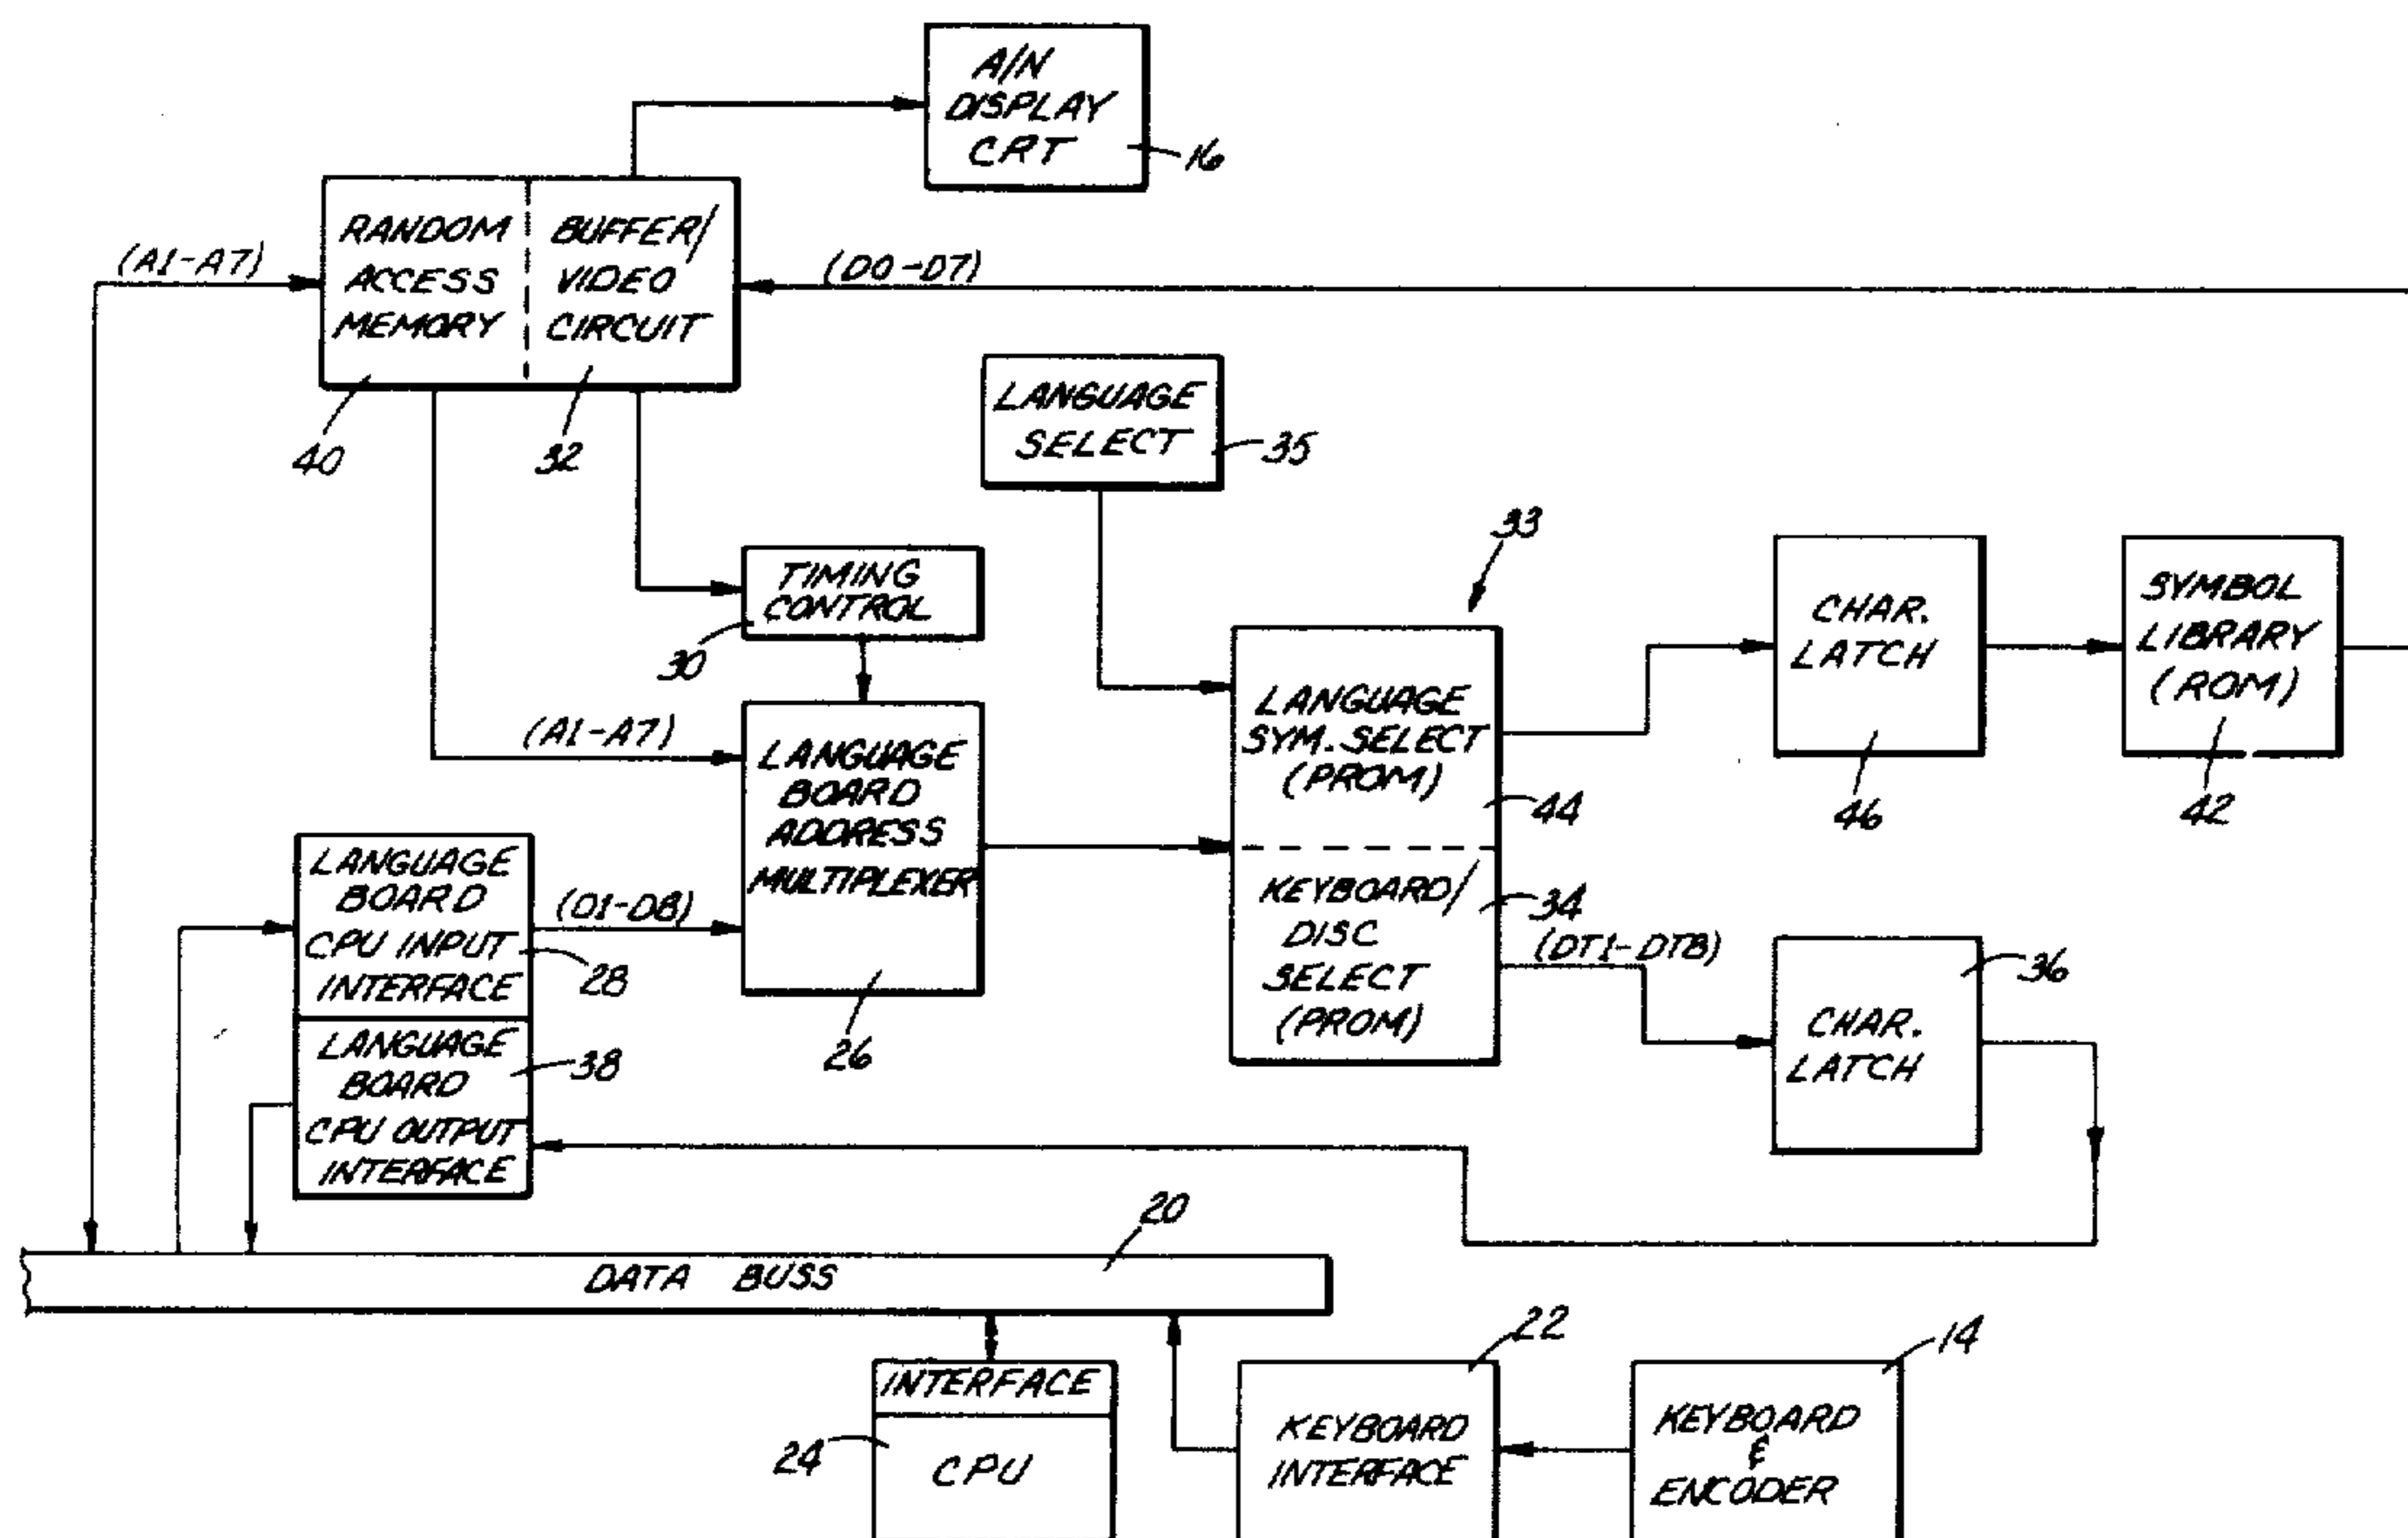 A/N
DISPLAY
CRT
16
RANDOM
ACCESS
MEMORY
40
BUFFER/
VIDEO
CIRCUIT
32
(A1-A7)
(D0-D7)
LANGUAGE
SELECT
35
33
TIMING
CONTROL
30
(A1-A7)
LANGUAGE
BOARD
ADDRESS
MULTIPLEXER
26
LANGUAGE
SYM. SELECT
(PROM)
44
KEYBOARD/
DISC
SELECT
(PROM)
34
(DT1-DT8)
CHAR.
LATCH
46
SYMBOL
LIBRARY
(ROM)
42
CHAR.
LATCH
36
LANGUAGE
BOARD
CPU INPUT
INTERFACE
28
(D1-D8)
LANGUAGE
BOARD
CPU OUTPUT
INTERFACE
38
20
DATA BUSS
INTERFACE
CPU
24
KEYBOARD
INTERFACE
22
KEYBOARD
&
ENCODER
14